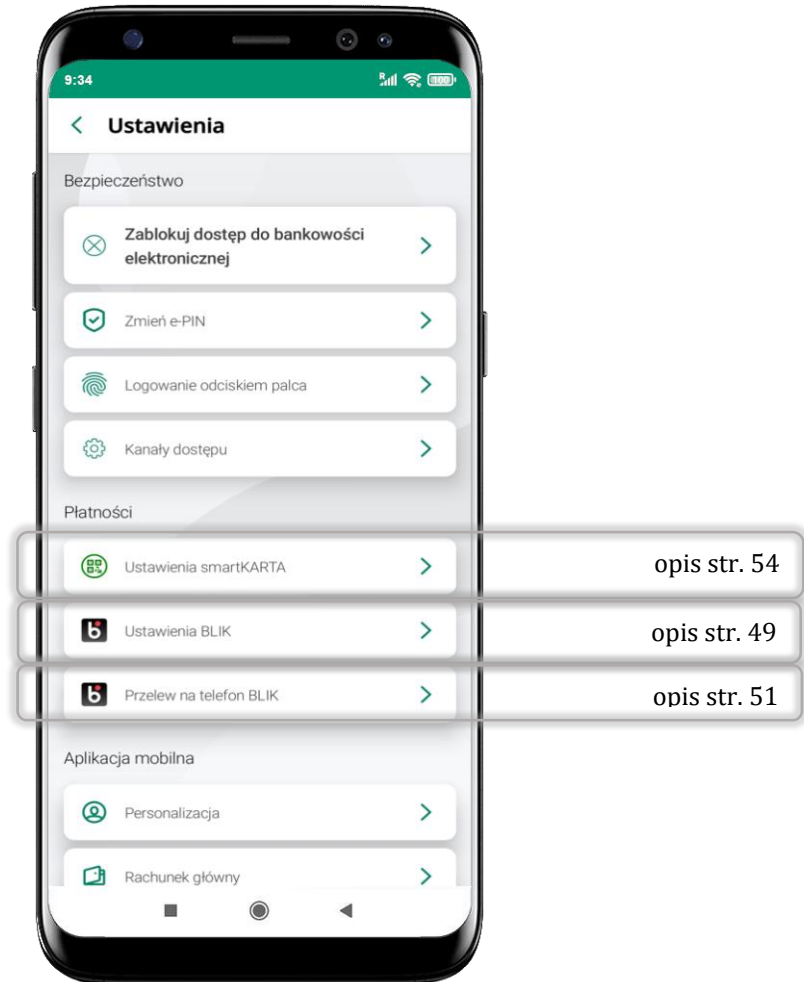 9:34
Ustawienia
Bezpieczeństwo
Zablokuj dostęp do bankowości
elektronicznej
Zmień e-PIN
Logowanie odciskiem palca
Kanały dostępu
Płatności
Ustawienia smartKARTA
opis str. 54
Ustawienia BLIK
opis str. 49
Przelew na telefon BLIK
opis str. 51
Aplikacja mobilna
Personalizacja
Rachunek główny